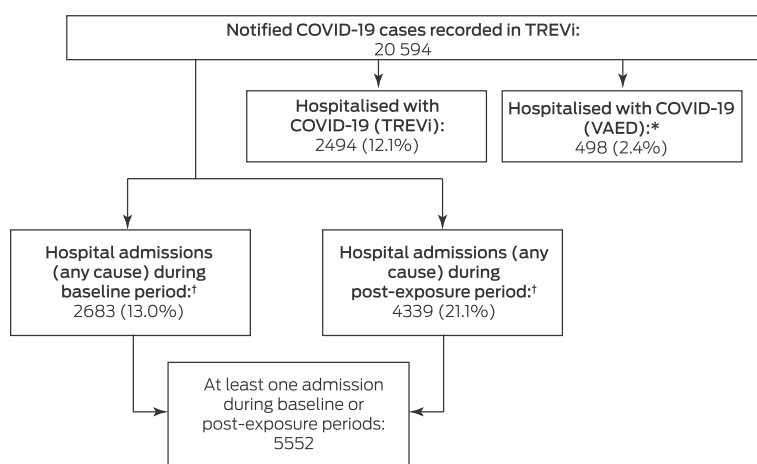 Notified COVID-19 cases recorded in TREVi:
20 594
Hospitalised with
COVID-19 (TREVi):
2494 (12.1%)
Hospitalised with COVID-19
(VAED):*
498 (2.4%)
Hospital admissions
(any cause) during
baseline period:†
2683 (13.0%)
Hospital admissions (any
cause) during
post-exposure period:†
4339 (21.1%)
At least one admission
during baseline or
post-exposure periods:
5552